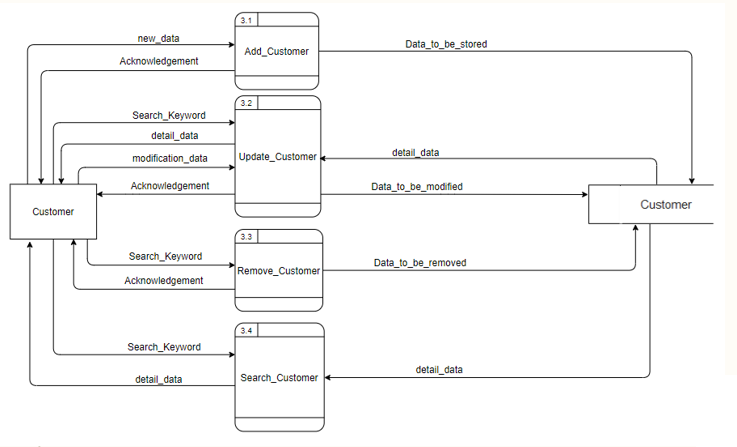 3.1
new_data
Add_Customer
Data_to_be_stored
Acknowledgement
3.2
Search_Keyword
detail_data
modification_data
Update_Customer
detail_data
Acknowledgement
Data_to_be_modified
Customer
Customer
3.3
Search_Keyword
Remove_Customer
Data_to_be_removed
Acknowledgement
3.4
Search_Keyword
Search_Customer
detail_data
detail_data